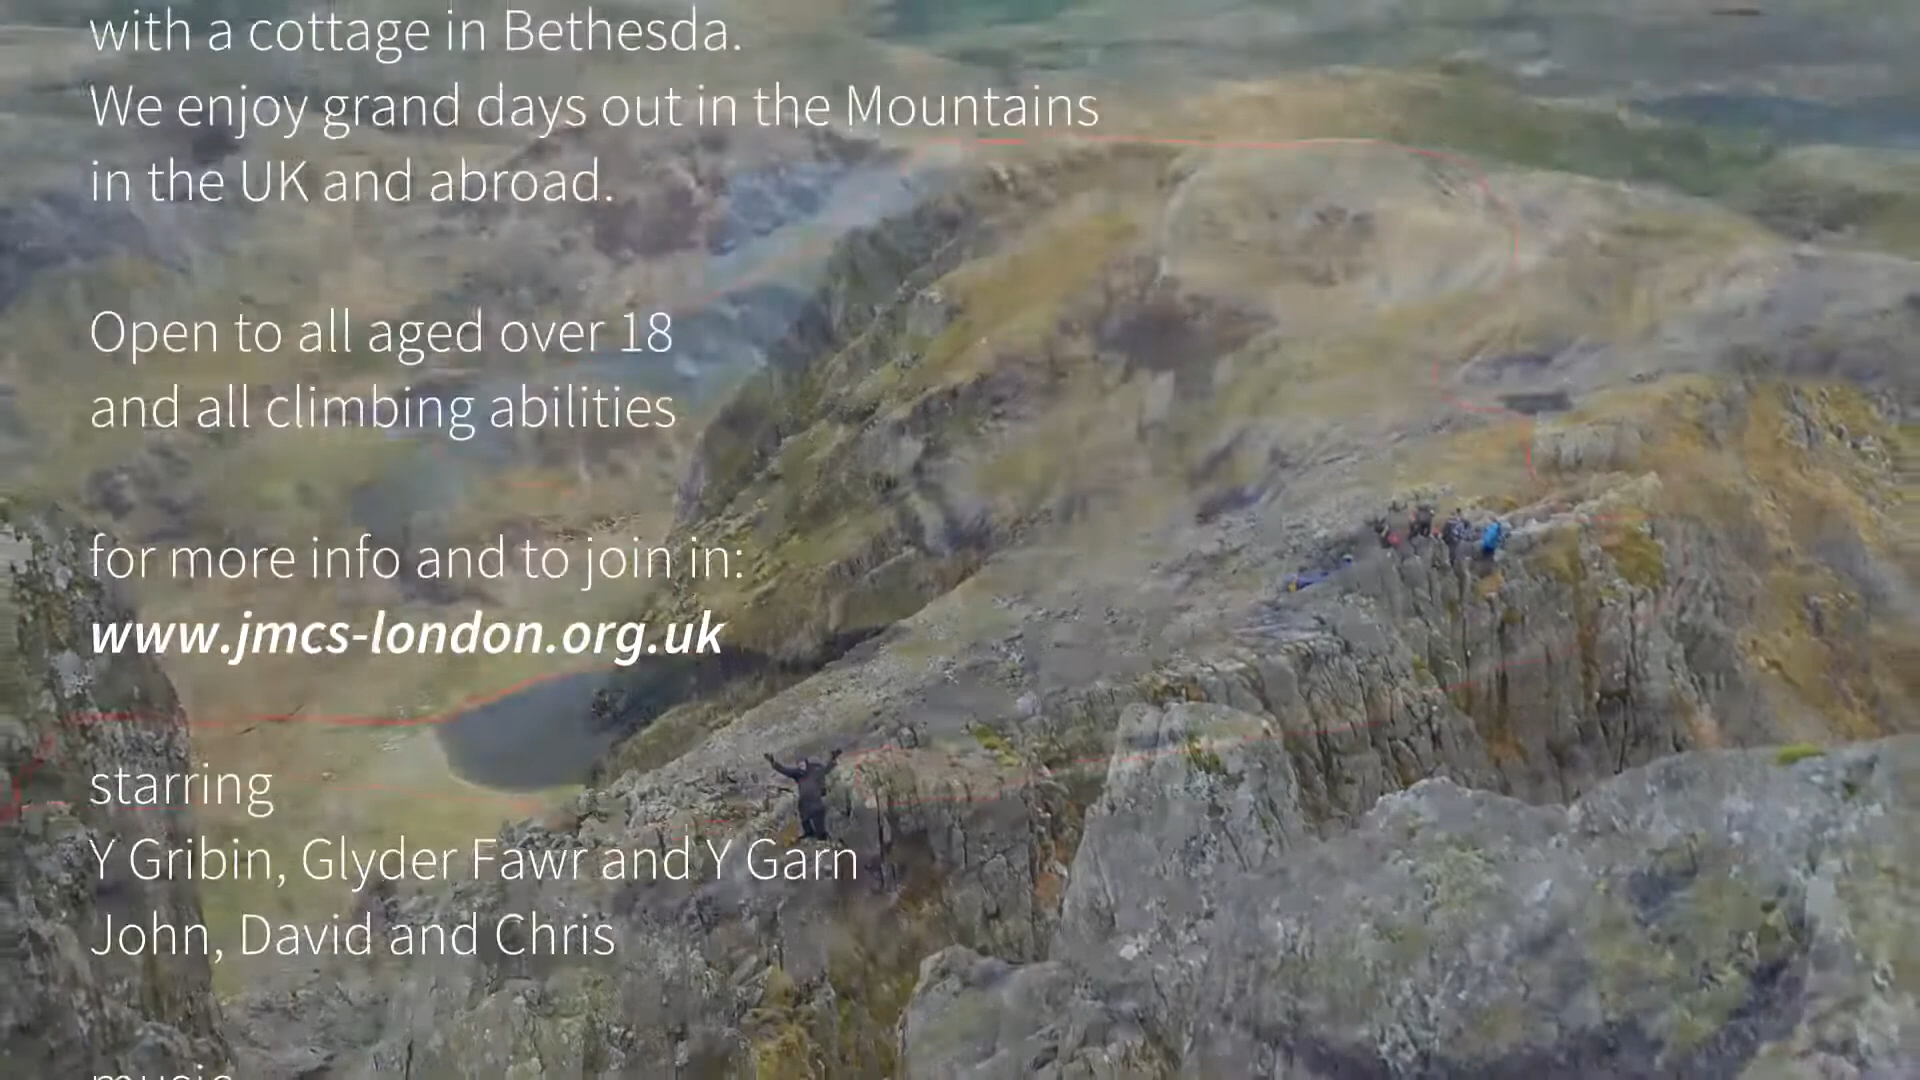 with a cottage in Bethesda.
We enjoy grand days out in the Mountains
in the UK and abroad.
Open to all aged over 18
and all climbing abilities
for more info and to join in:
www.jmcs-london.org.uk
starring
Y Gribin, Glyder Fawr and Y Garn
John, David and Chris
music